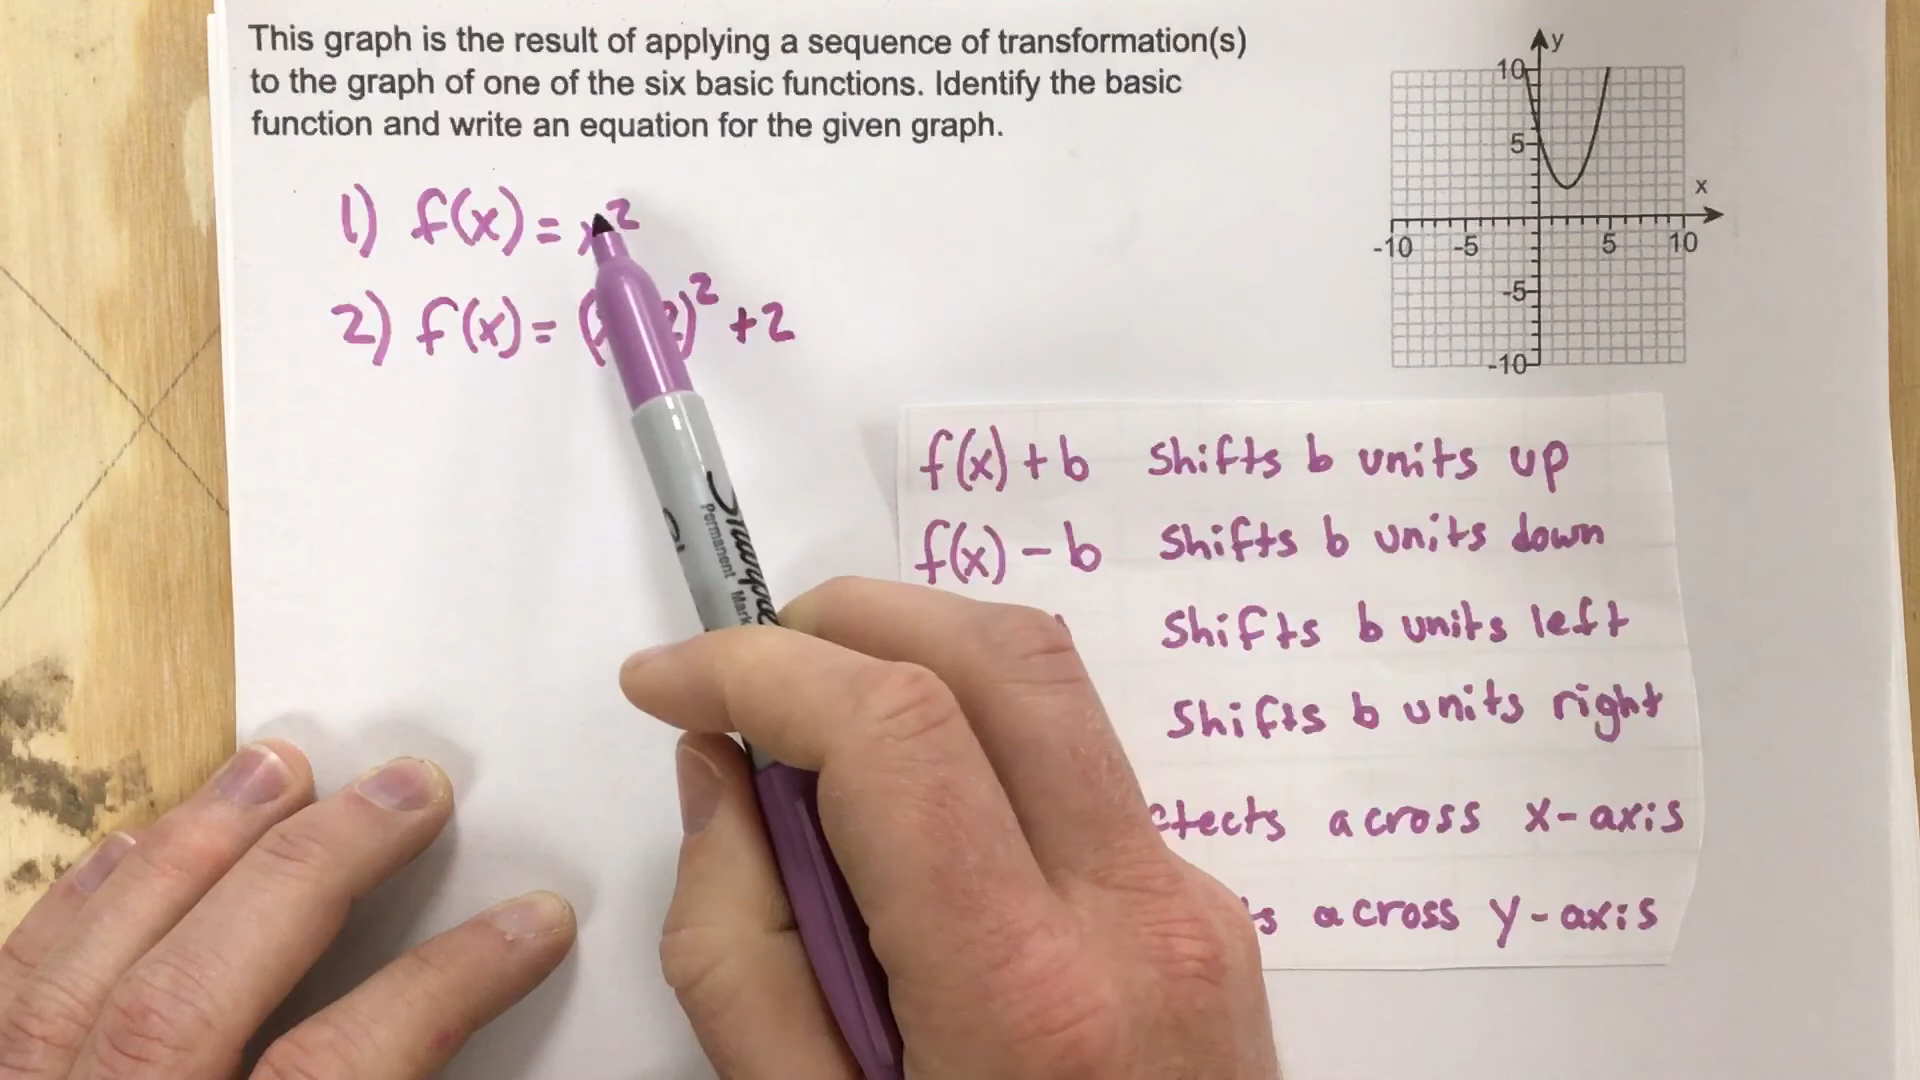 This graph is the result of applying a sequence of transformation(s)
to the graph of one of the six basic functions. Identify the basic
function and write an equation for the given graph.
1) f(x) = x²
2) f(x) = ( )² +2
y
10
5
x
-10 -5 5 10
-5
-10
f(x) + b shifts b units up
f(x) - b shifts b units down
shifts b units left
shifts b units right
across x-axis
across y-axis
Sharpie
Permanent